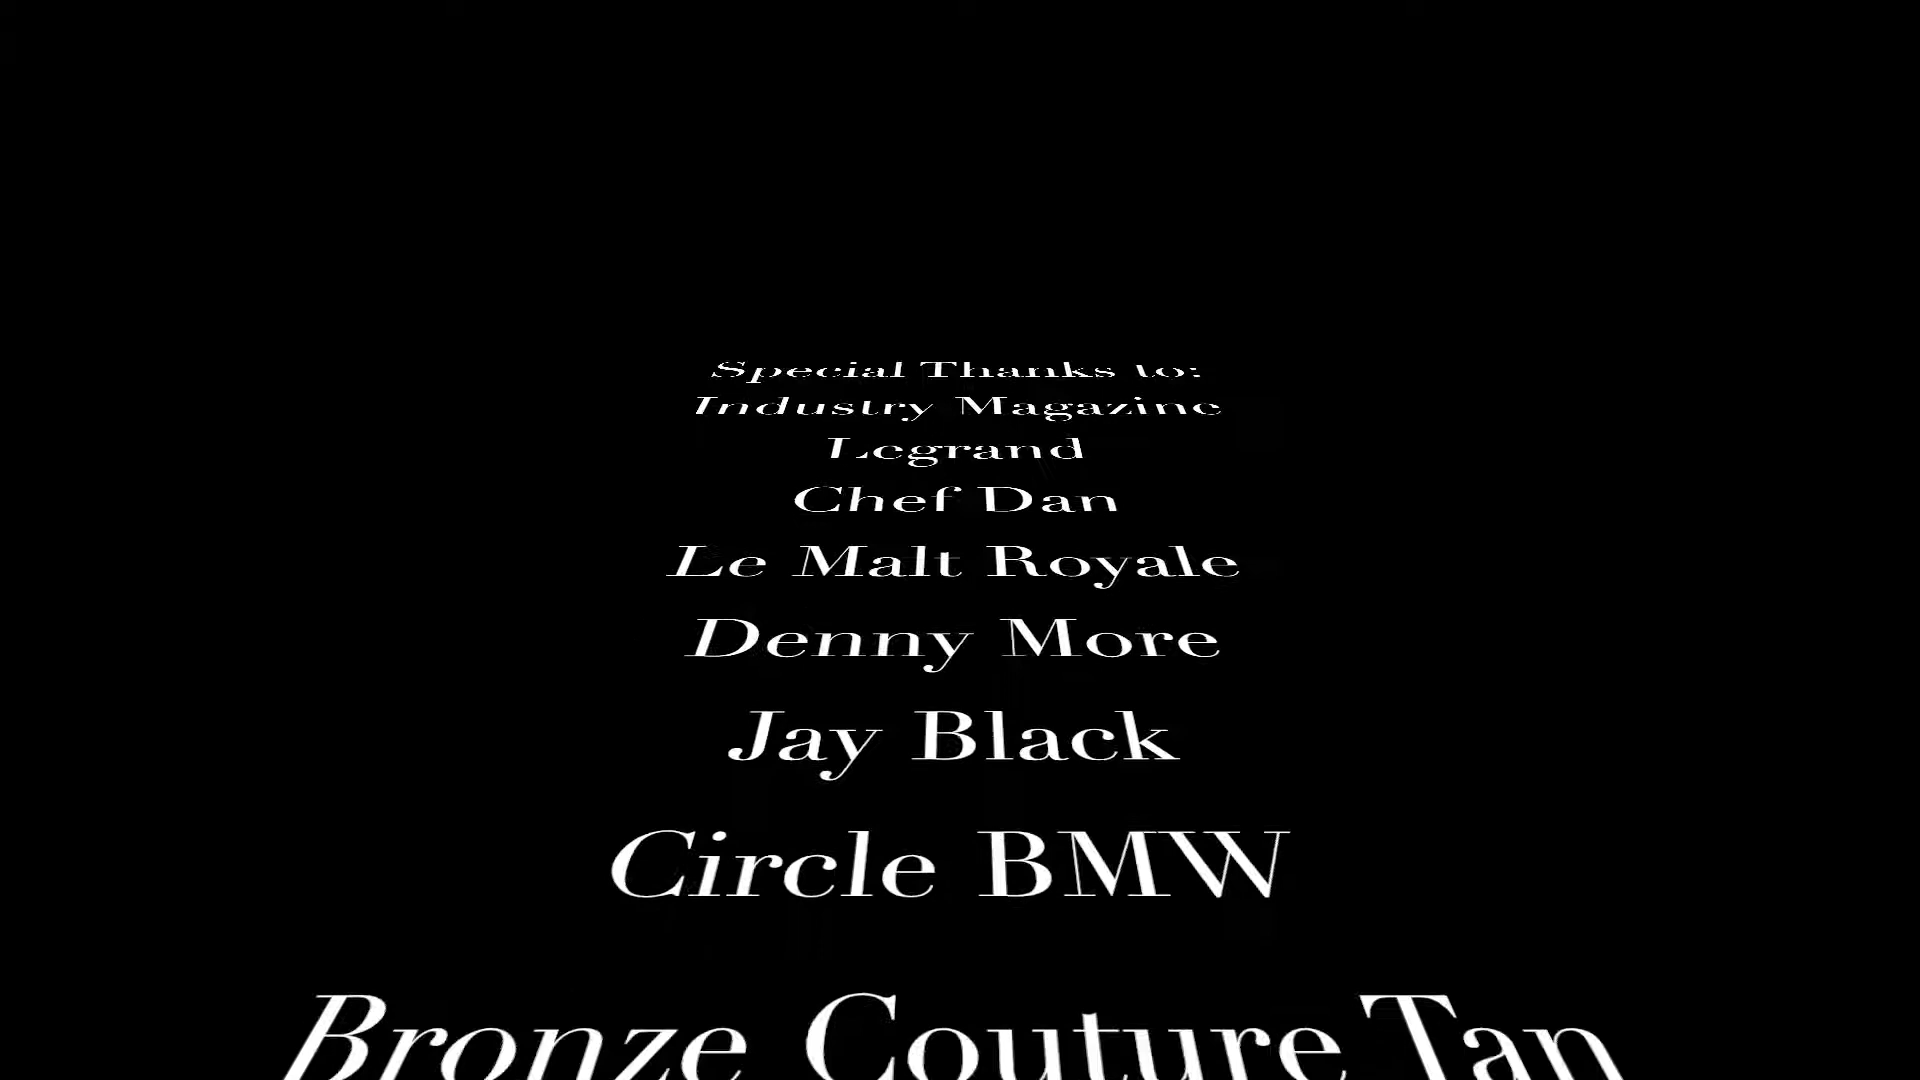 Special Thanks to:
Industry Magazine
Legrand
Chef Dan
Le Malt Royale
Denny More
Jay Black
Circle BMW
Bronze Couture Tan